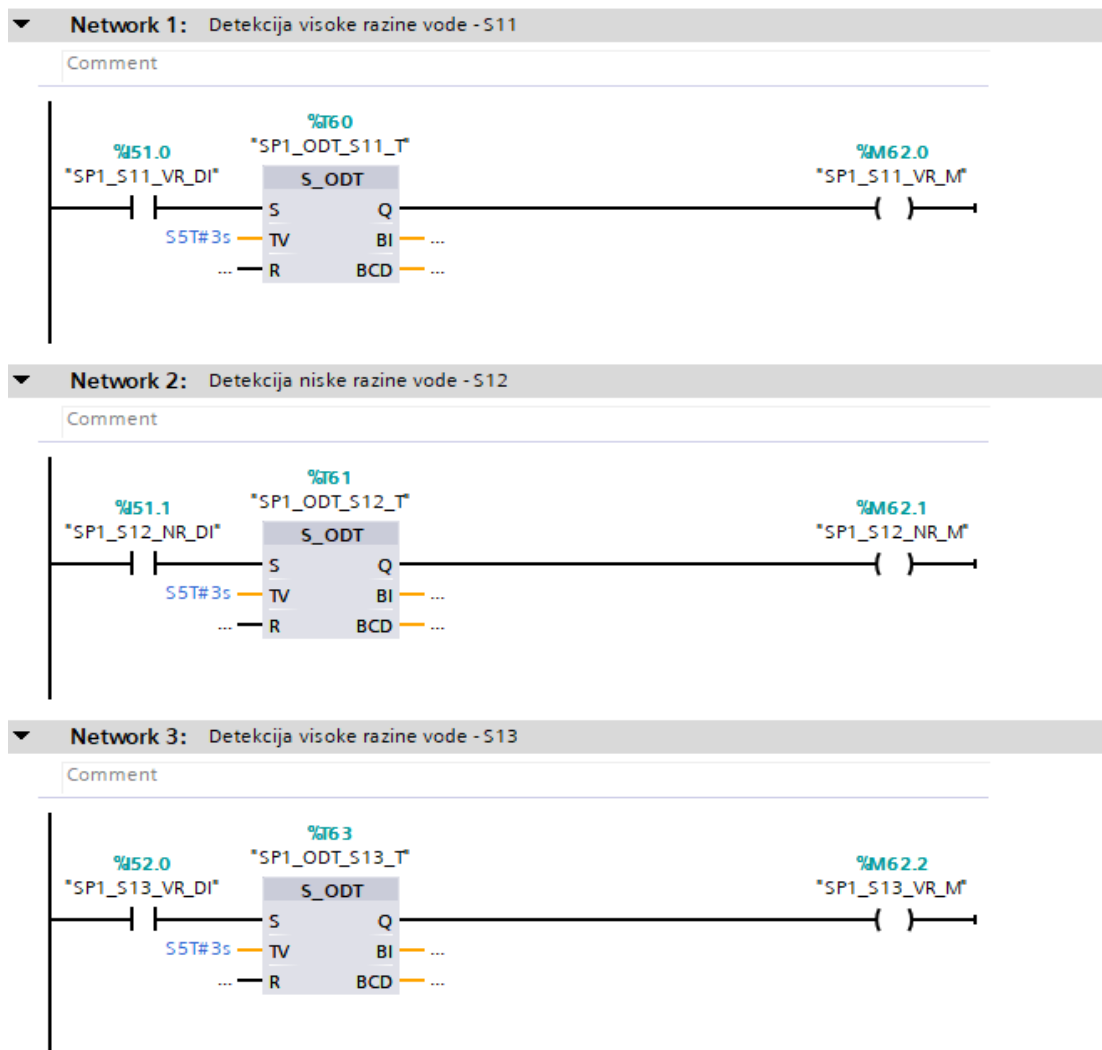 Network 1: Detekcija visoke razine vode - S11
Comment
%T60
"SP1_ODT_S11_T"
%I51.0
"SP1_S11_VR_DI"
S_ODT
%M62.0
"SP1_S11_VR_M"
S Q
S5T#3s TV BI ...
... R BCD ...
Network 2: Detekcija niske razine vode - S12
Comment
%T61
"SP1_ODT_S12_T"
%I51.1
"SP1_S12_NR_DI"
S_ODT
%M62.1
"SP1_S12_NR_M"
S Q
S5T#3s TV BI ...
... R BCD ...
Network 3: Detekcija visoke razine vode - S13
Comment
%T63
"SP1_ODT_S13_T"
%I52.0
"SP1_S13_VR_DI"
S_ODT
%M62.2
"SP1_S13_VR_M"
S Q
S5T#3s TV BI ...
... R BCD ...